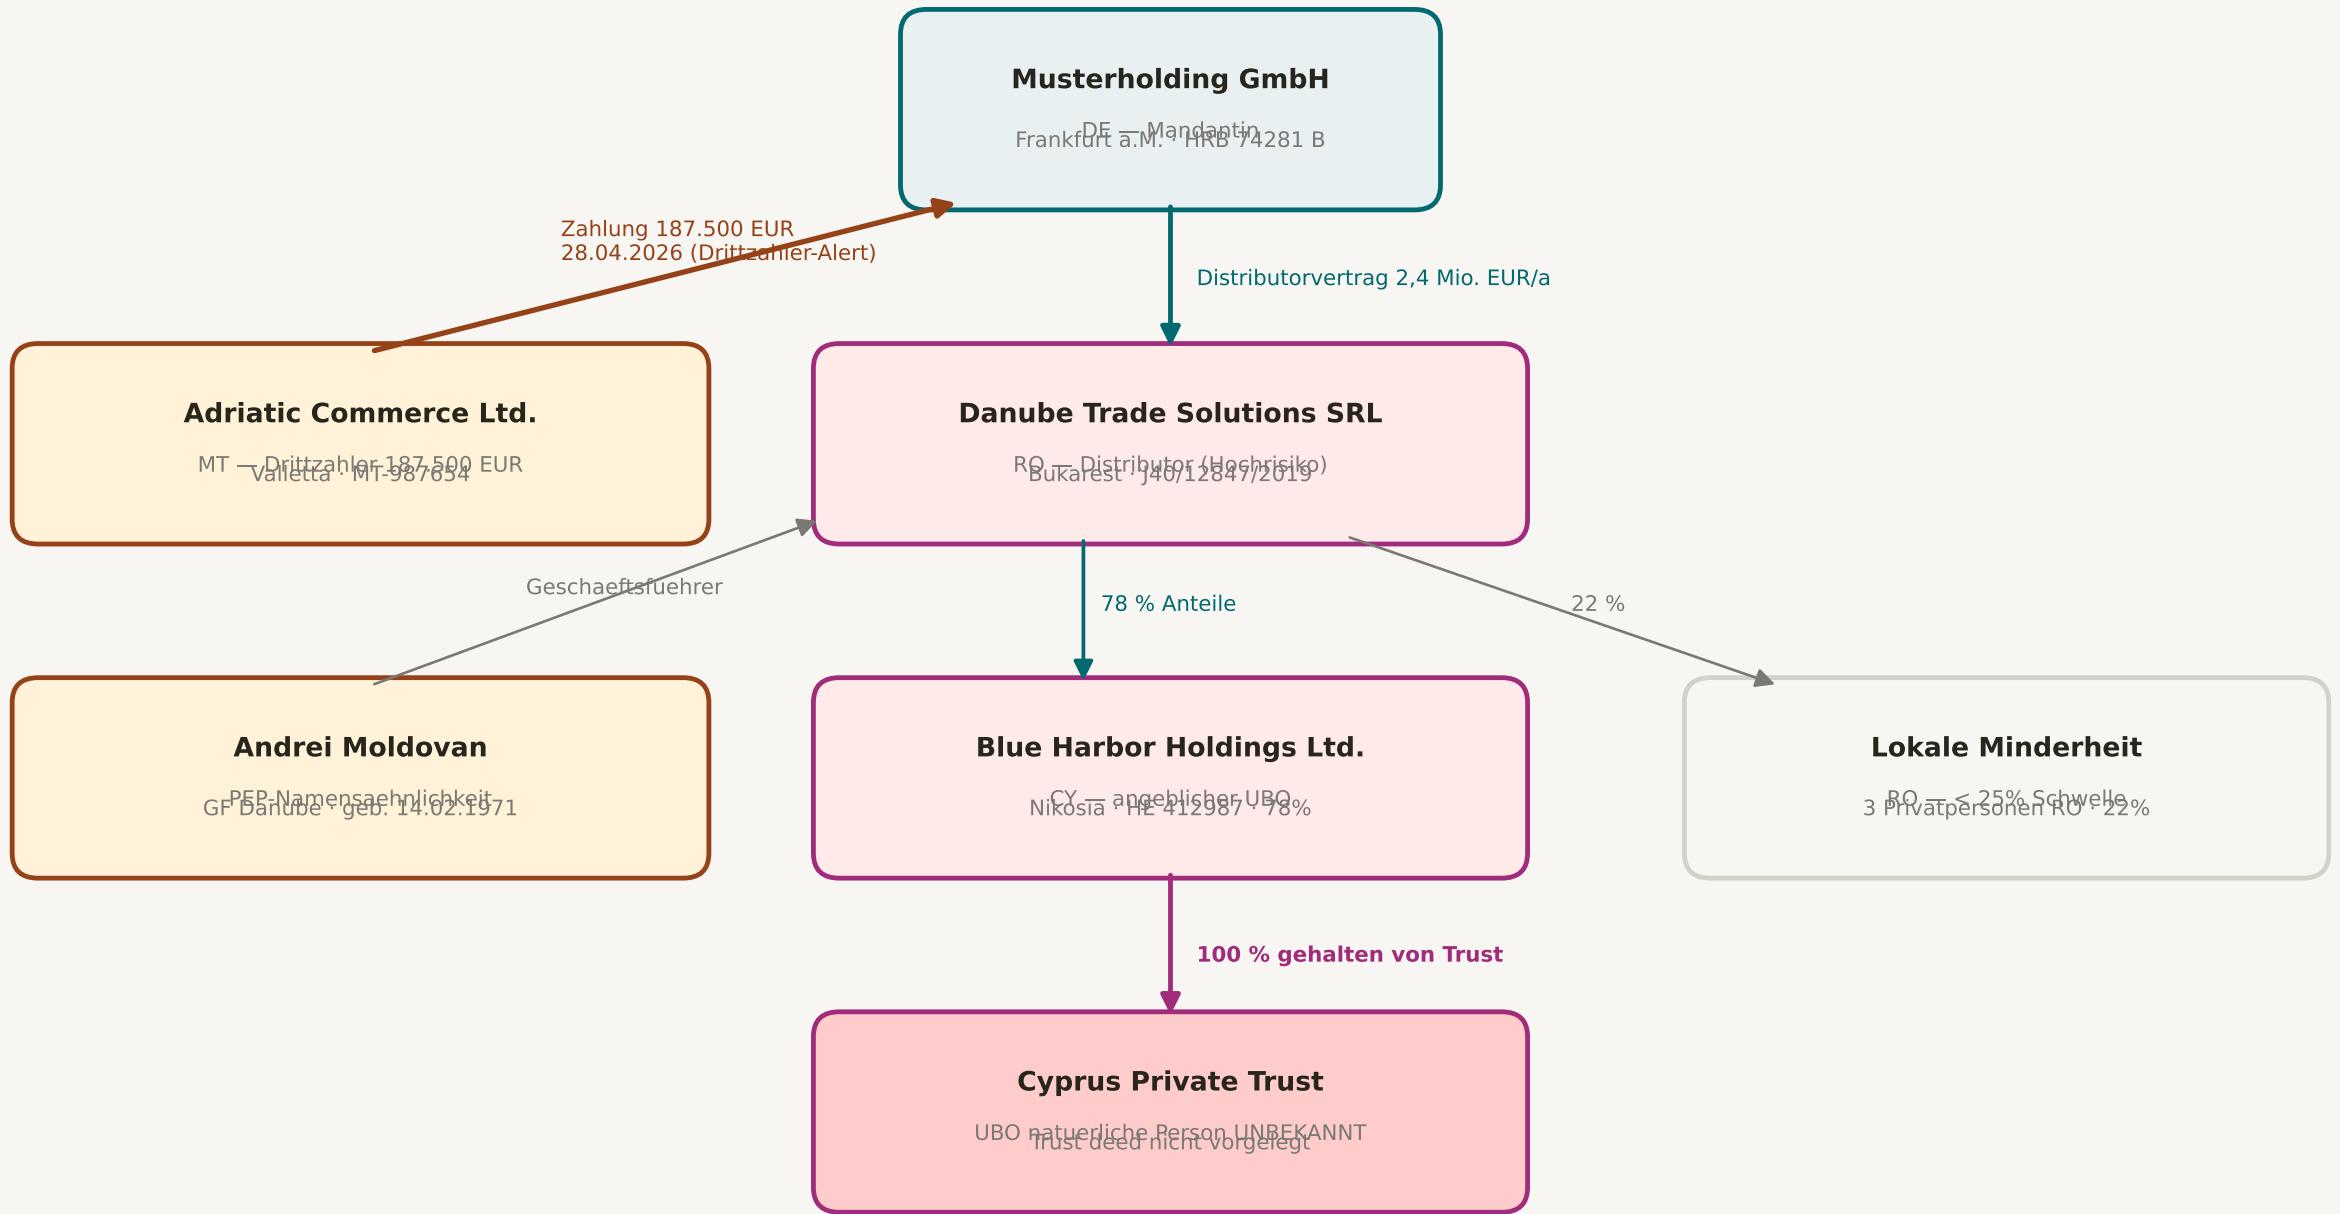 Musterholding GmbH
DE — Mandantin
Frankfurt a.M. · HRB 74281 B
Zahlung 187.500 EUR
28.04.2026 (Drittzahler-Alert)
Distributorvertrag 2,4 Mio. EUR/a
Adriatic Commerce Ltd.
MT — Drittzahler 187.500 EUR
Valletta · MT-987654
Danube Trade Solutions SRL
RO — Distributor (Hochrisiko)
Bukarest · J40/12847/2019
Geschaeftsfuehrer
78 % Anteile
22 %
Andrei Moldovan
PEP-Namensaehnlichkeit
GF Danube · geb. 14.02.1971
Blue Harbor Holdings Ltd.
CY — angeblicher UBO
Nikosia · HE 412987 · 78%
Lokale Minderheit
RO — < 25% Schwelle
3 Privatpersonen RO · 22%
100 % gehalten von Trust
Cyprus Private Trust
UBO natuerliche Person UNBEKANNT
Trust deed nicht vorgelegt